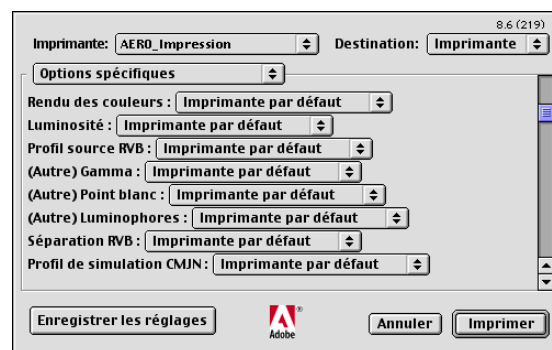 8.6 (219)
Imprimante: AERO_Impression Destination: Imprimante
Options spécifiques
Rendu des couleurs : Imprimante par défaut
Luminosité : Imprimante par défaut
Profil source RVB : Imprimante par défaut
(Autre) Gamma : Imprimante par défaut
(Autre) Point blanc : Imprimante par défaut
(Autre) Luminophores : Imprimante par défaut
Séparation RVB : Imprimante par défaut
Profil de simulation CMJN : Imprimante par défaut
Enregistrer les réglages Adobe ® Annuler Imprimer